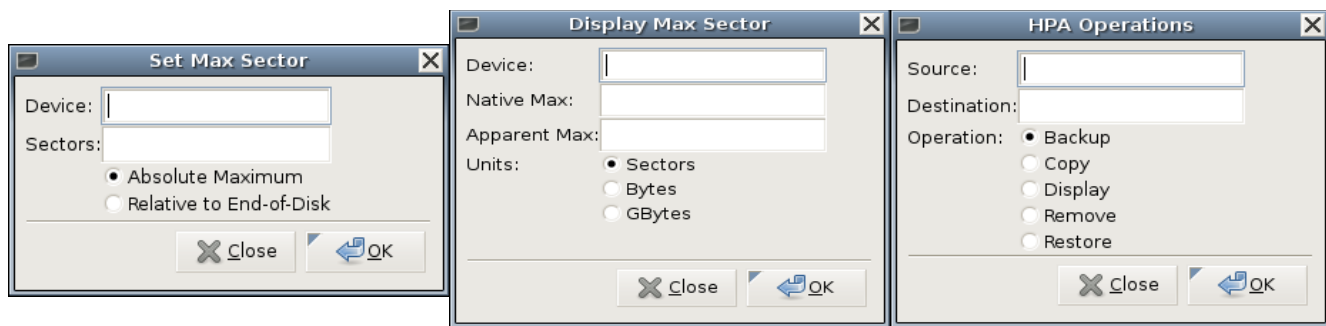 Set Max Sector
Device:
Sectors:
Absolute Maximum
Relative to End-of-Disk
Close
OK
Display Max Sector
Device:
Native Max:
Apparent Max:
Units:
Sectors
Bytes
GBytes
Close
OK
HPA Operations
Source:
Destination:
Operation:
Backup
Copy
Display
Remove
Restore
Close
OK